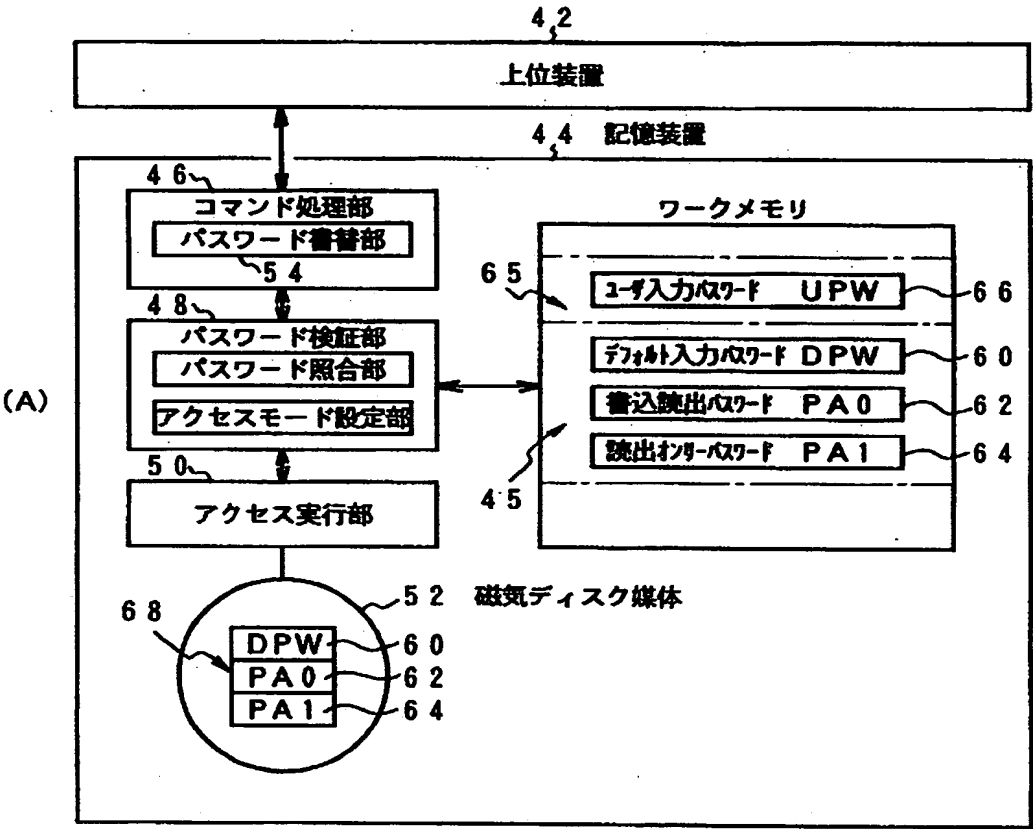 42
上位装置
44 記憶装置
46
コマンド処理部
パスワード書替部
54
48
パスワード検証部
パスワード照合部
アクセスモード設定部
50
アクセス実行部
ワークメモリ
65
ユーザ入力パスワード UPW 66
デフォルト入力パスワード DPW 60
書込読出パスワード PA0 62
読出オンリーパスワード PA1 64
45
(A)
52 磁気ディスク媒体
68
DPW 60
PA0 62
PA1 64